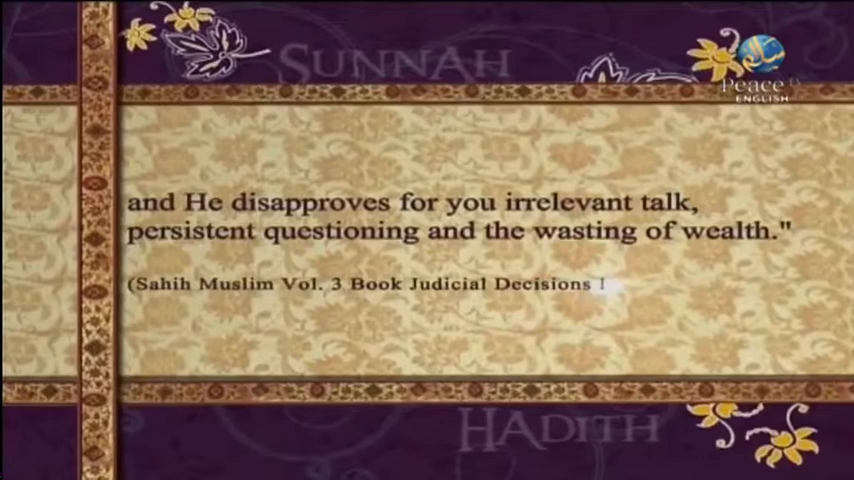 SUNNAH
Peace TV
ENGLISH
and He disapproves for you irrelevant talk,
persistent questioning and the wasting of wealth."
(Sahih Muslim Vol. 3 Book Judicial Decisions
HADITH